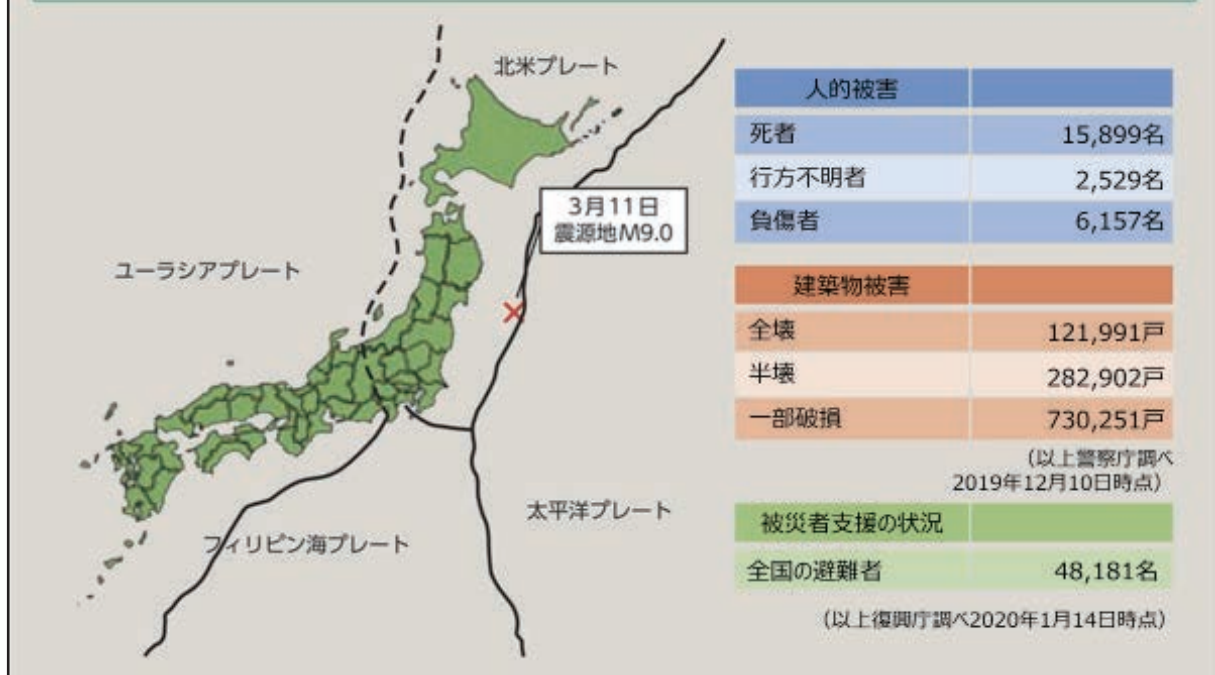 北米プレート
3月11日
震源地M9.0
ユーラシアプレート
太平洋プレート
フィリピン海プレート
人的被害
死者 15,899名
行方不明者 2,529名
負傷者 6,157名
建築物被害
全壊 121,991戸
半壊 282,902戸
一部破損 730,251戸
(以上警察庁調べ
2019年12月10日時点)
被災者支援の状況
全国の避難者 48,181名
(以上復興庁調べ2020年1月14日時点)